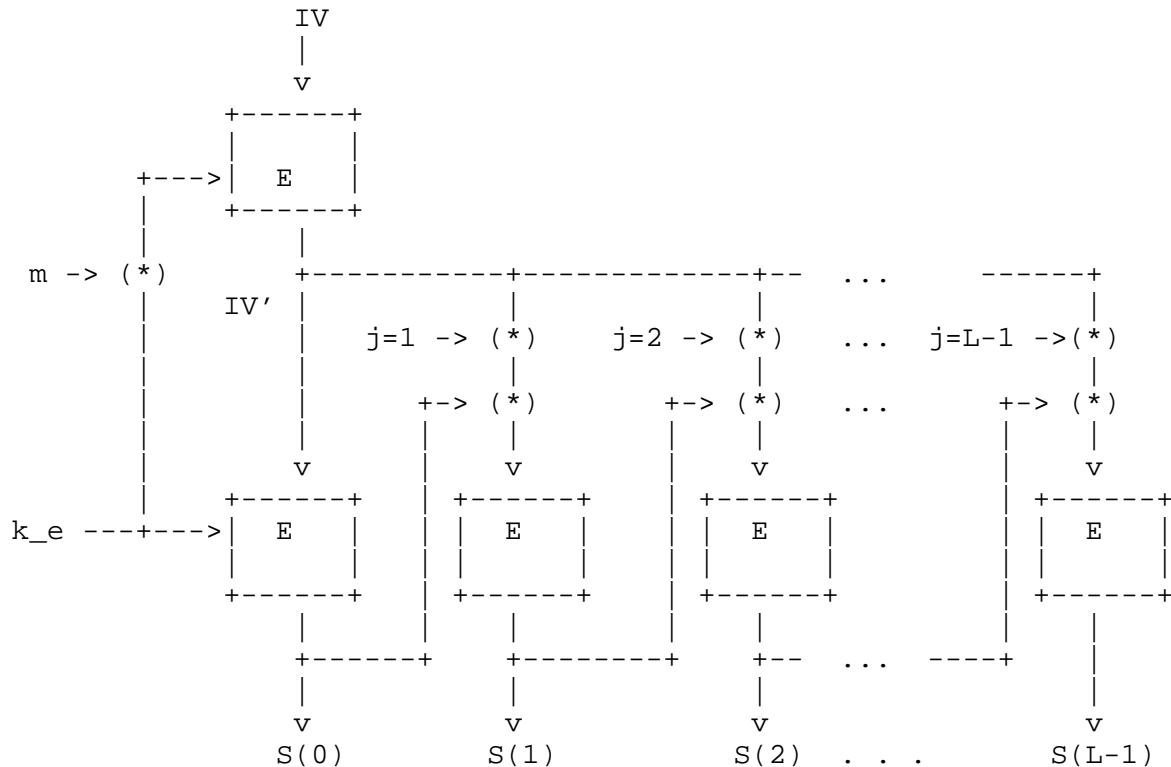 IV
|
v
+------+
|      |
+--->|  E   |
|    +------+
|        |
m -> (*)    +-----------+-------------+--  ...  ------+
|    IV'  |           |             |                |
|         |   j=1 -> (*)   j=2 -> (*)   ...  j=L-1 ->(*)
|         |           |             |                |
|         |      +-> (*)       +-> (*)   ...    +-> (*)
|         |      |    |        |    |           |    |
|         v      |    v        |    v           |    v
|    +------+    | +------+    | +------+       | +------+
k_e ---+--->|  E   |    | |  E   |    | |  E   |       | |  E   |
|      |    | |      |    | |      |       | |      |
+------+    | +------+    | +------+       | +------+
|       |    |        |    |           |    |
+------+    +--------+    +--  ...  ----+    |
|            |             |                |
v            v             v                v
S(0)         S(1)          S(2)  . . .      S(L-1)